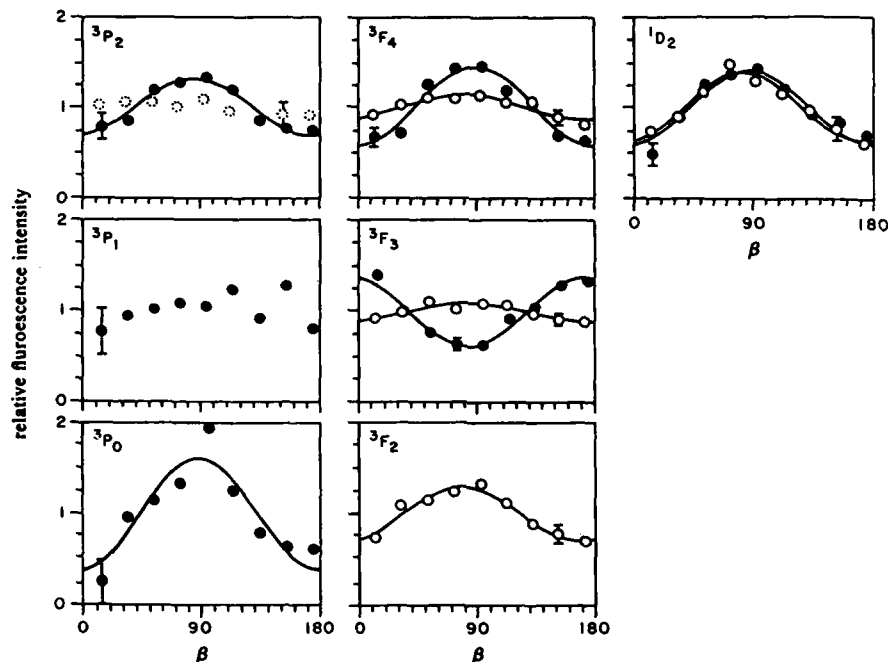 relative fluroescence intensity
³P₂
2
1
0
³F₄
¹D₂
0 90 180
β
³P₁
2
1
0
³F₃
³P₀
2
1
0
0 90 180
β
³F₂
0 90 180
β